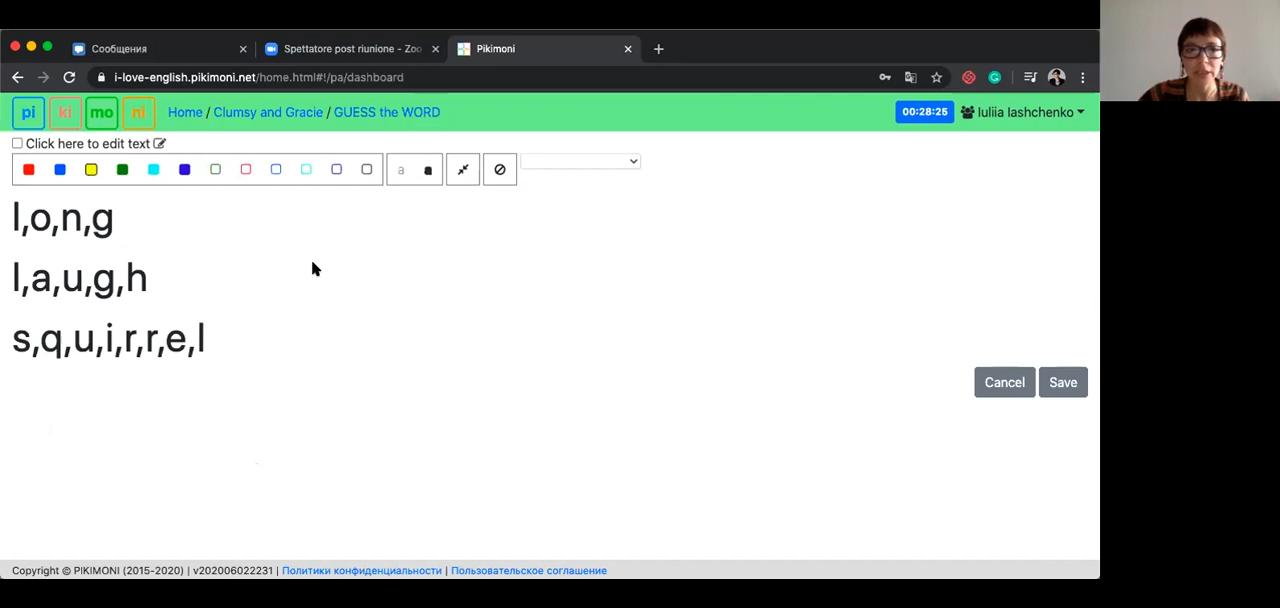 Сообщения
Spettatore post riunione - Zoo
Pikimoni
i-love-english.pikimoni.net/home.html#!/pa/dashboard
pi ki mo ni Home / Clumsy and Gracie / GUESS the WORD 00:28:25 Iuliia Iashchenko
Click here to edit text
a a
l,o,n,g
l,a,u,g,h
s,q,u,i,r,r,e,l
Cancel Save
Copyright © PIKIMONI (2015-2020) | v202006022231 | Политики конфиденциальности | Пользовательское соглашение